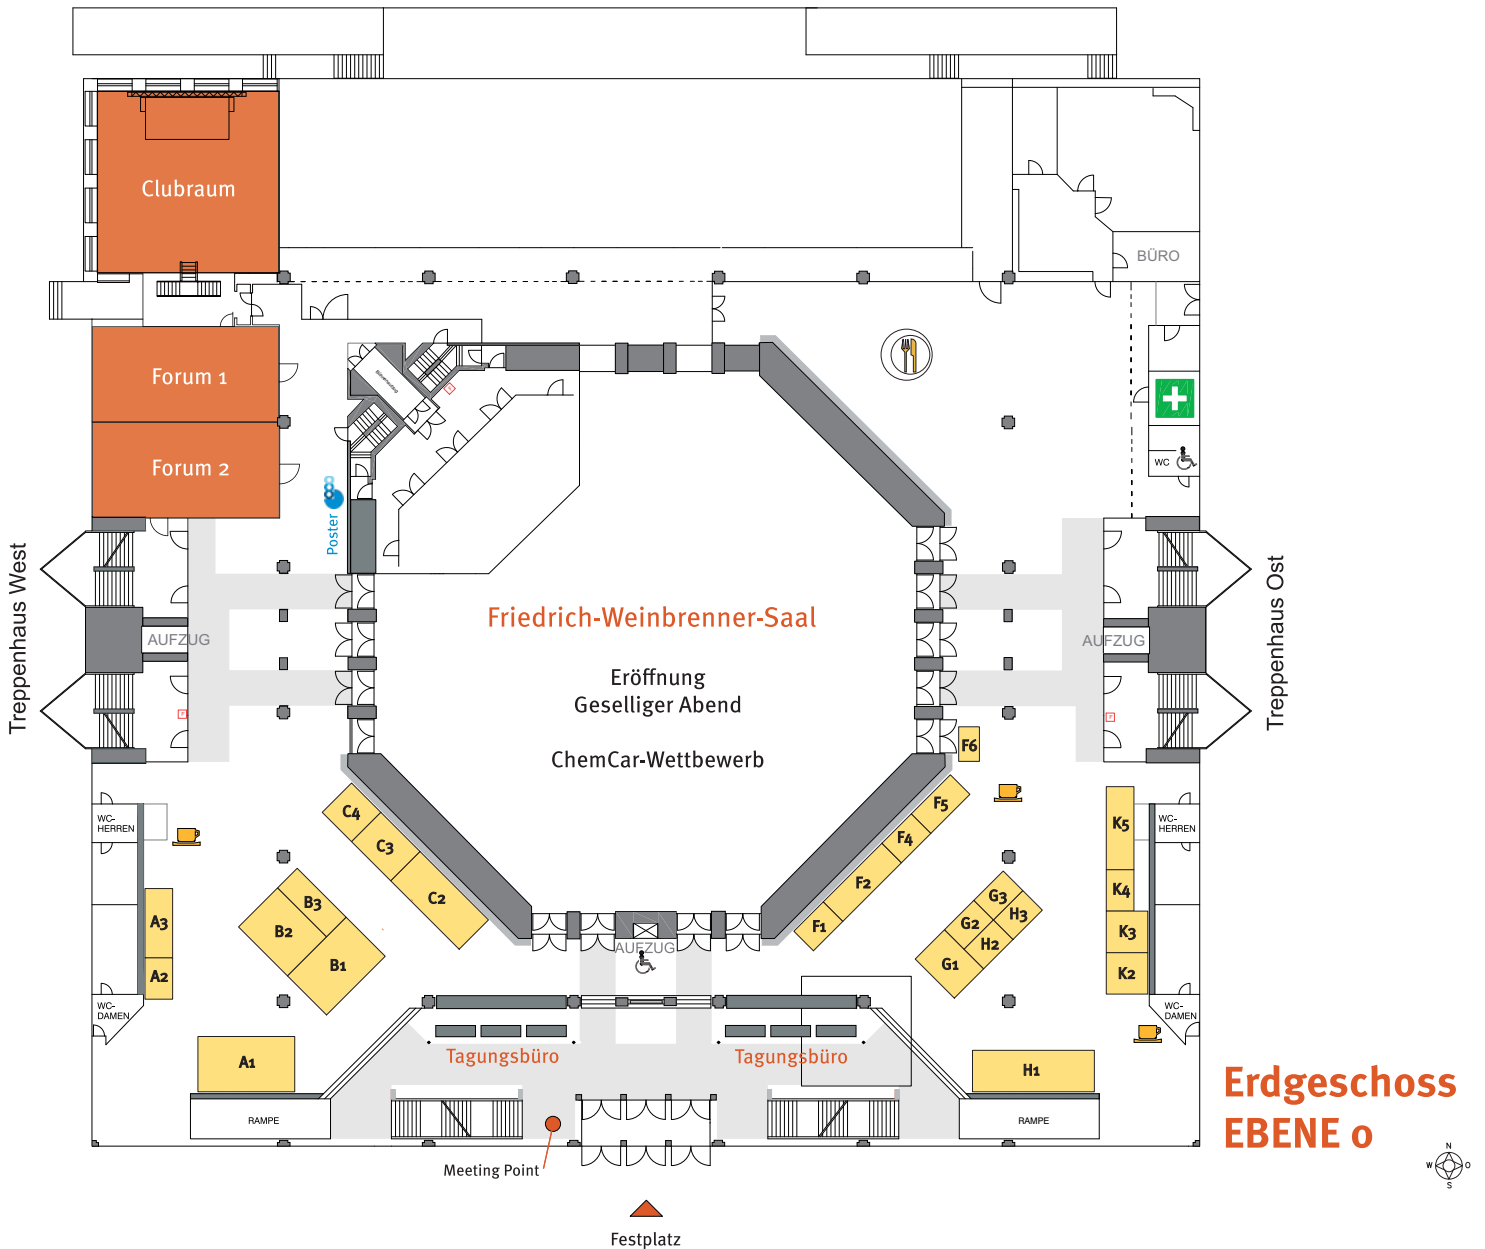 Clubraum
BÜRO
Forum 1
Forum 2
WC
Poster
Treppenhaus West
Treppenhaus Ost
AUFZUG
AUFZUG
Friedrich-Weinbrenner-Saal
Eröffnung
Geselliger Abend
ChemCar-Wettbewerb
F6
F5
F4
F2
F1
C4
C3
C2
K5
K4
K3
K2
WC-
HERREN
WC-
HERREN
A3
A2
B3
B2
B1
G3
H3
G2
H2
G1
AUFZUG
WC-
DAMEN
WC-
DAMEN
Tagungsbüro
Tagungsbüro
A1
H1
RAMPE
RAMPE
Meeting Point
Festplatz
Erdgeschoss
EBENE 0
N
W O
S